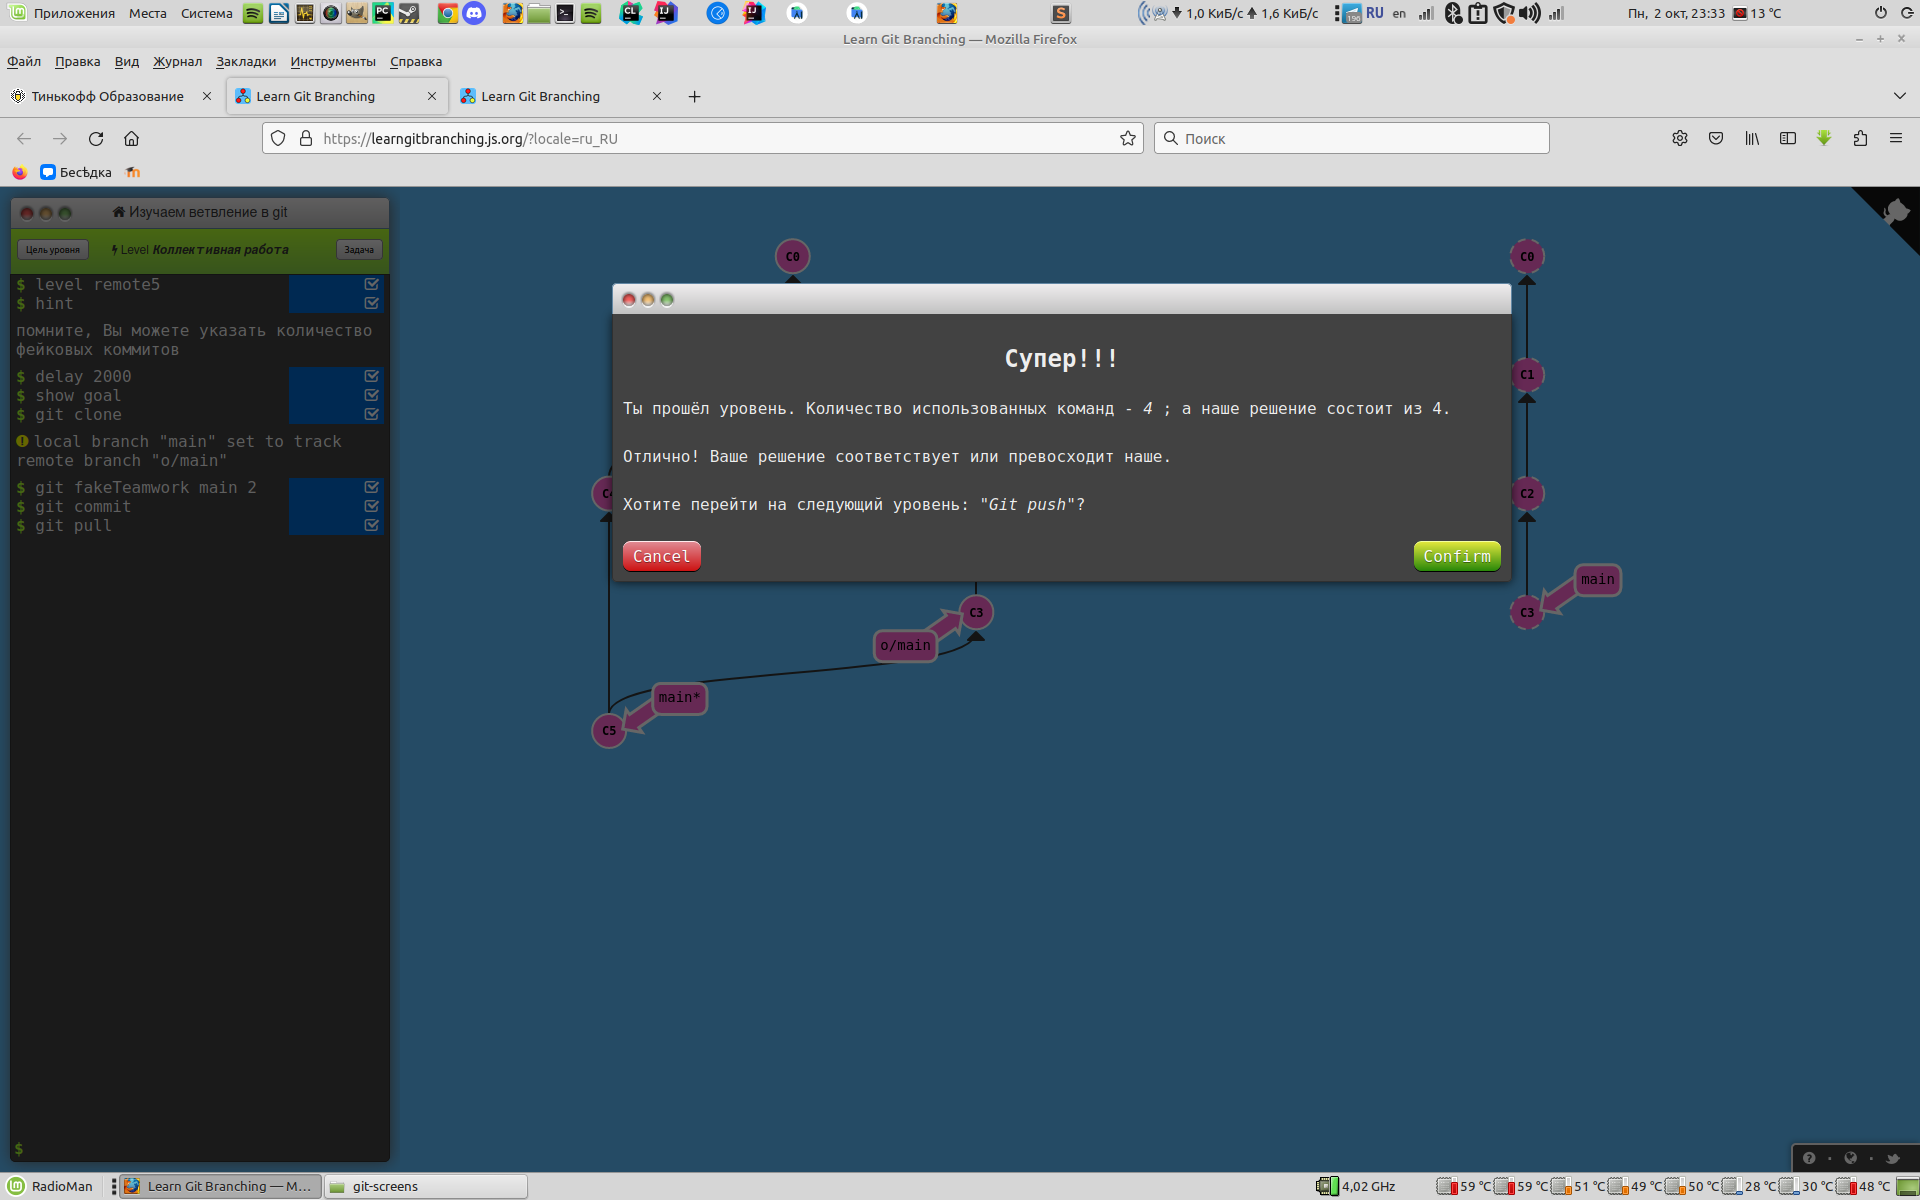 Приложения Места Система
1,0 КиБ/с 1,6 КиБ/с
196 RU en
Пн, 2 окт, 23:33 13 °C
Learn Git Branching — Mozilla Firefox
Файл Правка Вид Журнал Закладки Инструменты Справка
Тинькофф Образование
Learn Git Branching
Learn Git Branching
https://learngitbranching.js.org/?locale=ru_RU
Поиск
Бесѣдка
Изучаем ветвление в git
Цель уровня
Level Коллективная работа
Задача
$ level remote5
$ hint
помните, Вы можете указать количество
фейковых коммитов
$ delay 2000
$ show goal
$ git clone
local branch "main" set to track
remote branch "o/main"
$ git fakeTeamwork main 2
$ git commit
$ git pull
$
C0
Супер!!!
Ты прошёл уровень. Количество использованных команд - 4 ; а наше решение состоит из 4.
Отлично! Ваше решение соответствует или превосходит наше.
Хотите перейти на следующий уровень: "Git push"?
Cancel
Confirm
C3
o/main
main*
C5
C0
C1
C2
C3
main
RadioMan
Learn Git Branching — M...
git-screens
4,02 GHz
59 °C 59 °C 51 °C 49 °C 50 °C 28 °C 30 °C 48 °C